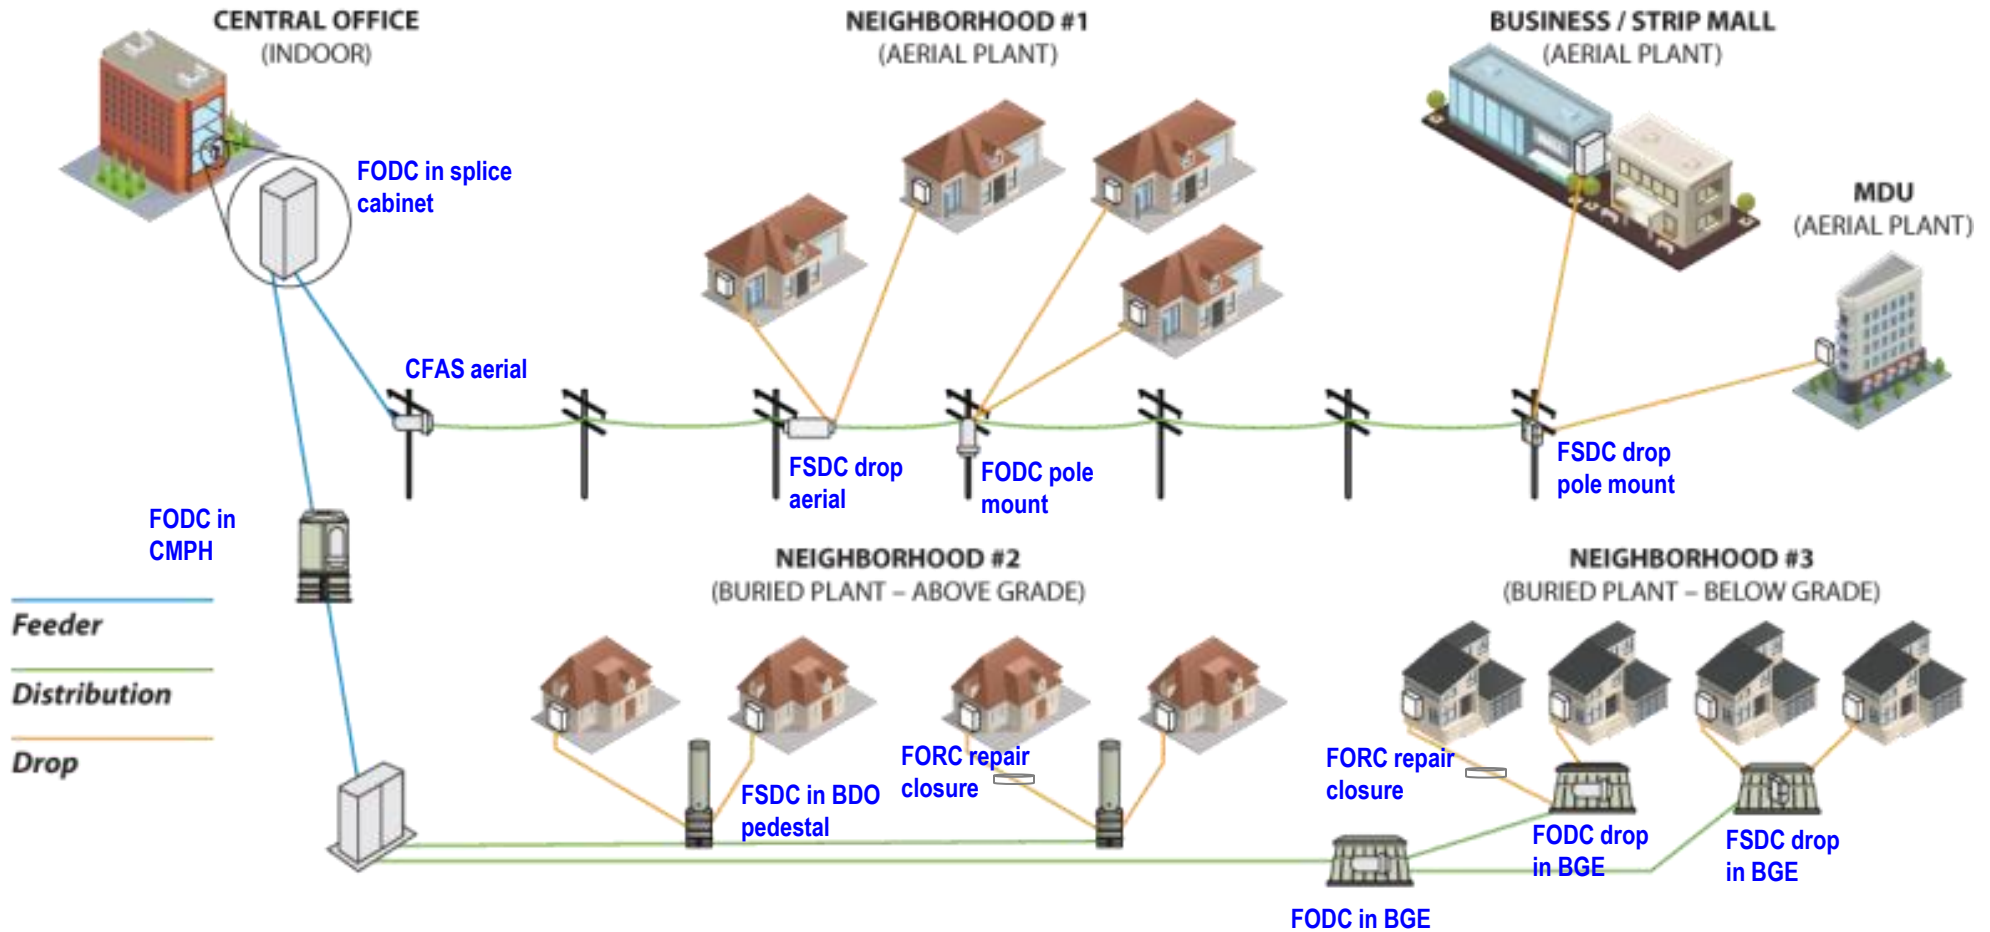 CENTRAL OFFICE
(INDOOR)
NEIGHBORHOOD #1
(AERIAL PLANT)
BUSINESS / STRIP MALL
(AERIAL PLANT)
MDU
(AERIAL PLANT)
FODC in splice
cabinet
CFAS aerial
FSDC drop
aerial
FODC pole
mount
FSDC drop
pole mount
FODC in
CMPH
Feeder
Distribution
Drop
NEIGHBORHOOD #2
(BURIED PLANT – ABOVE GRADE)
NEIGHBORHOOD #3
(BURIED PLANT – BELOW GRADE)
FSDC in BDO
pedestal
FORC repair
closure
FORC repair
closure
FODC drop
in BGE
FSDC drop
in BGE
FODC in BGE